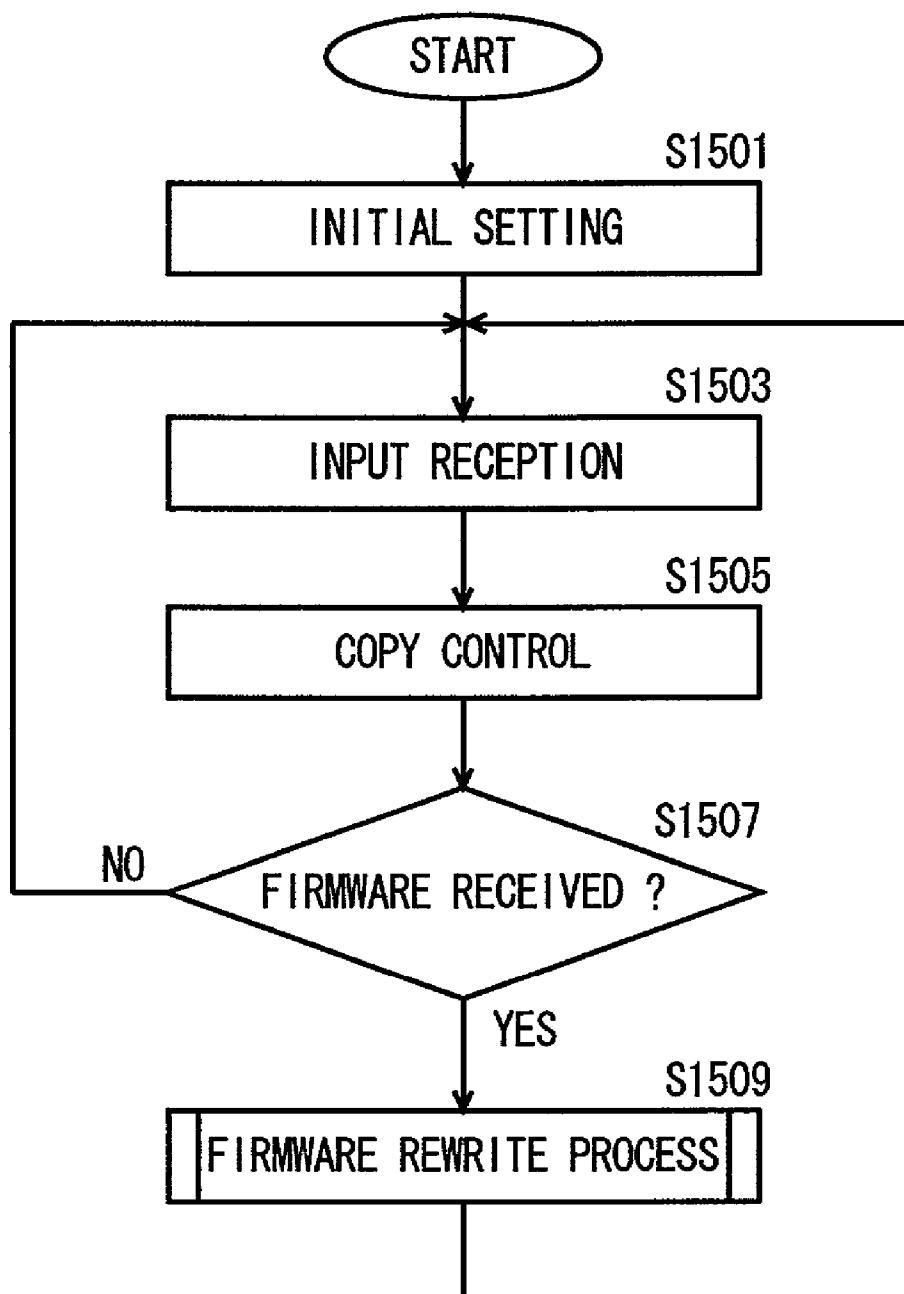 START
S1501
INITIAL SETTING
S1503
INPUT RECEPTION
S1505
COPY CONTROL
S1507
NO
FIRMWARE RECEIVED ?
YES
S1509
FIRMWARE REWRITE PROCESS